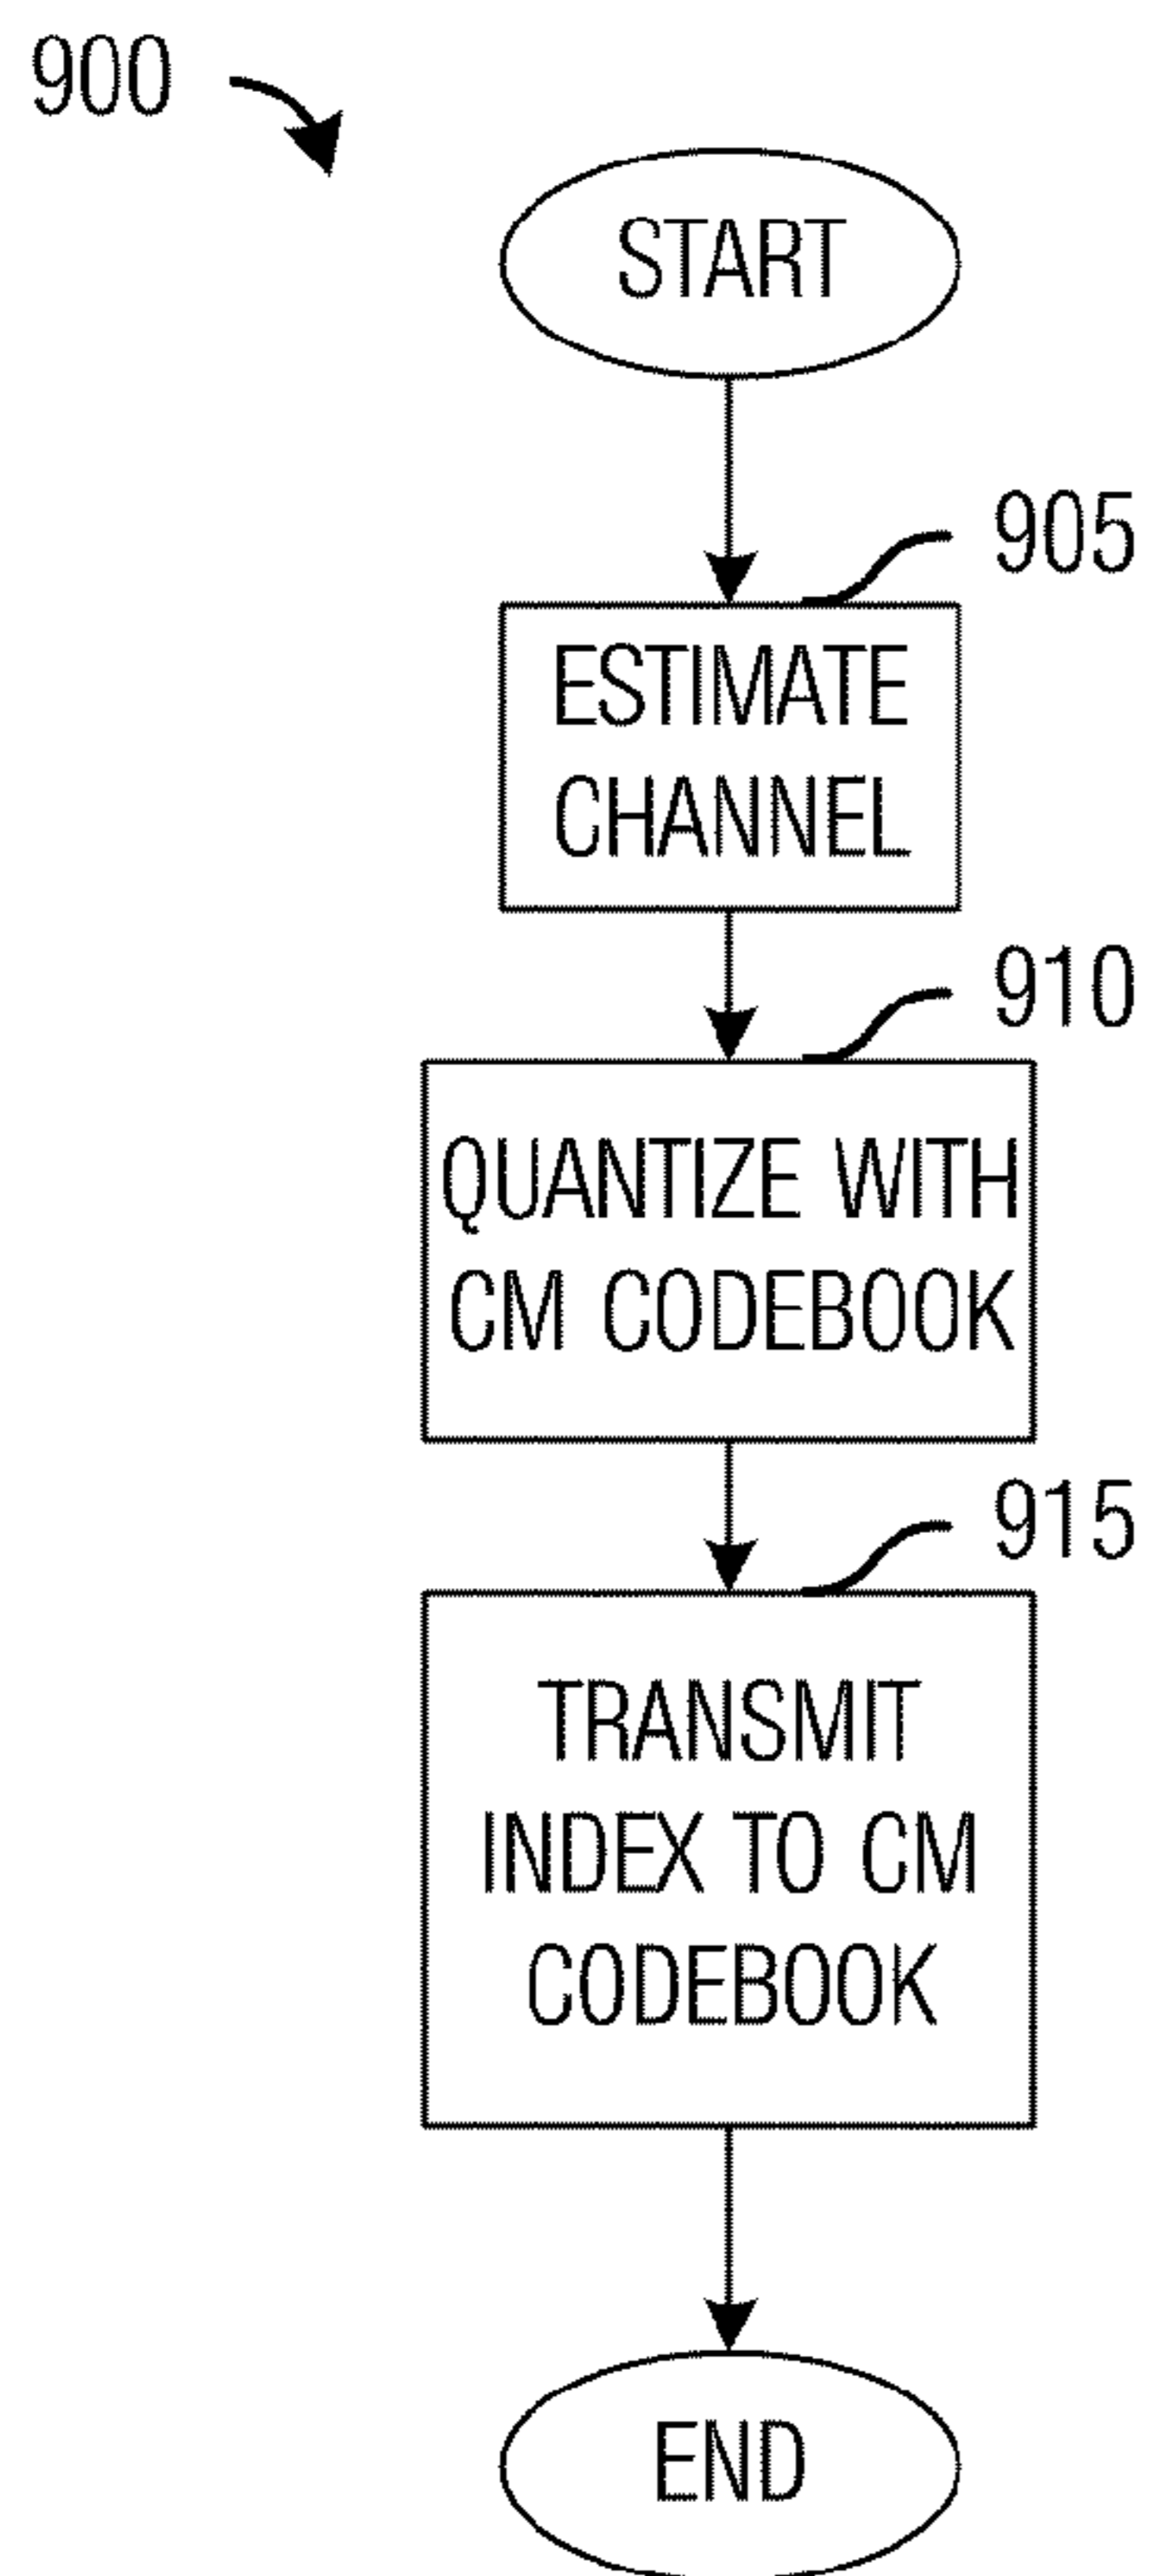 900
START
905
ESTIMATE
CHANNEL
910
QUANTIZE WITH
CM CODEBOOK
915
TRANSMIT
INDEX TO CM
CODEBOOK
END